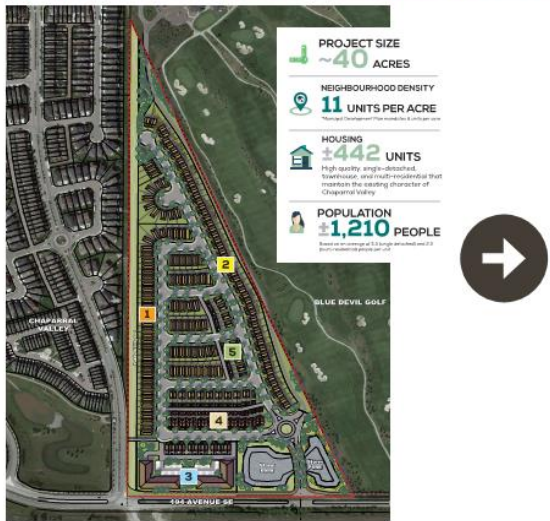 PROJECT SIZE
~40 ACRES
NEIGHBOURHOOD DENSITY
11 UNITS PER ACRE
HOUSING
±442 UNITS
High quality, single-detached,
townhouse, and multi-residential that
maintain the existing character of
Chaparral Valley
POPULATION
±1,210 PEOPLE
2
1
BLUE DEVIL GOLF
CHAPARRAL
VALLEY
5
4
3
194 AVENUE SE